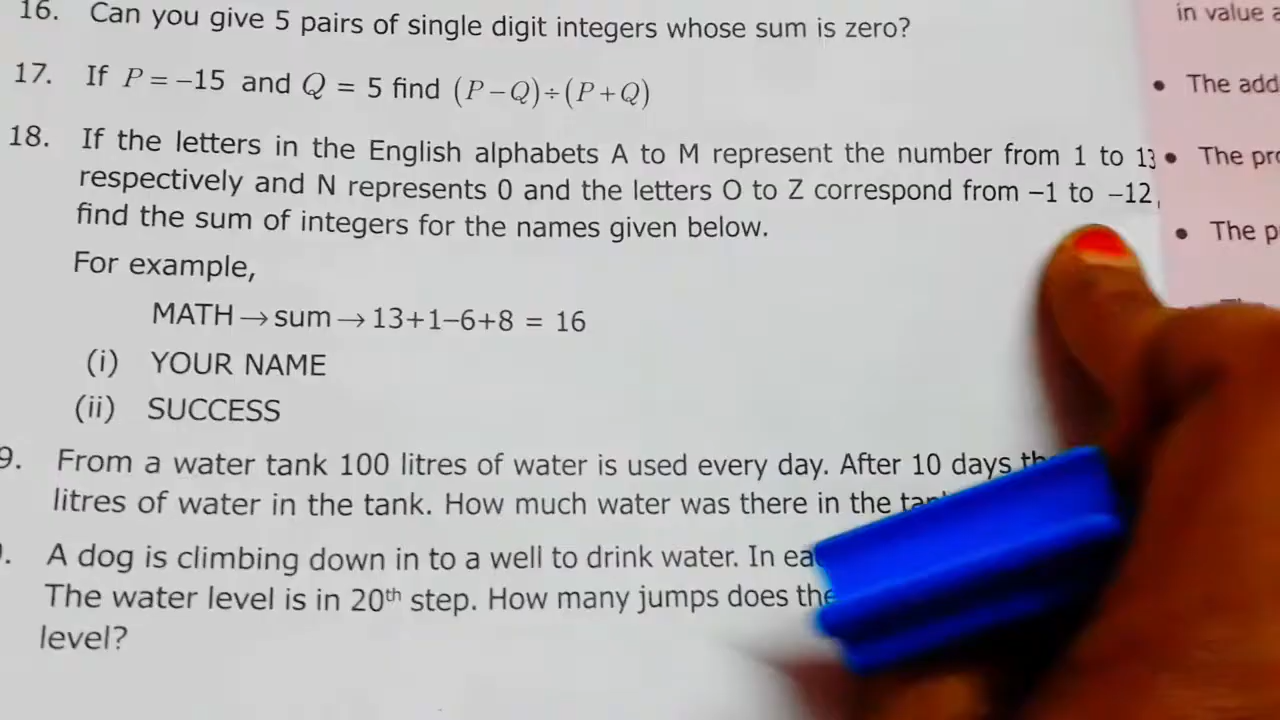 16. Can you give 5 pairs of single digit integers whose sum is zero?
17. If P = −15 and Q = 5 find (P − Q) ÷ (P + Q)
18. If the letters in the English alphabets A to M represent the number from 1 to 13
respectively and N represents 0 and the letters O to Z correspond from −1 to −12,
find the sum of integers for the names given below.
For example,
MATH → sum → 13+1−6+8 = 16
(i) YOUR NAME
(ii) SUCCESS
9. From a water tank 100 litres of water is used every day. After 10 days
litres of water in the tank. How much water was there in the
. A dog is climbing down in to a well to drink water. In
The water level is in 20th step. How many jumps does the
level?
in value
• The add
• The
• The